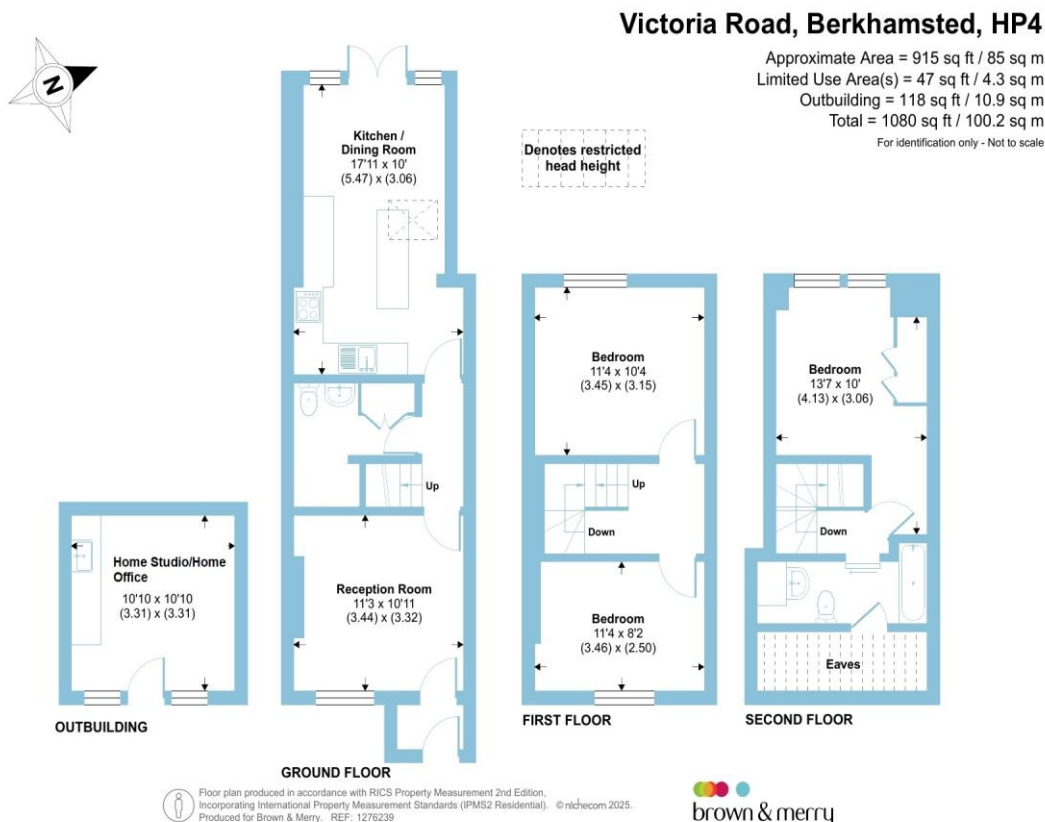 Victoria Road, Berkhamsted, HP4
Approximate Area = 915 sq ft / 85 sq m
Limited Use Area(s) = 47 sq ft / 4.3 sq m
Outbuilding = 118 sq ft / 10.9 sq m
Total = 1080 sq ft / 100.2 sq m
For identification only - Not to scale
N
Denotes restricted
head height
Kitchen /
Dining Room
17'11 x 10'
(5.47) x (3.06)
Up
Reception Room
11'3 x 10'11
(3.44) x (3.32)
GROUND FLOOR
Home Studio/Home
Office
10'10 x 10'10
(3.31) x (3.31)
OUTBUILDING
Bedroom
11'4 x 10'4
(3.45) x (3.15)
Up
Down
Bedroom
11'4 x 8'2
(3.46) x (2.50)
FIRST FLOOR
Bedroom
13'7 x 10'
(4.13) x (3.06)
Down
Eaves
SECOND FLOOR
Floor plan produced in accordance with RICS Property Measurement 2nd Edition,
Incorporating International Property Measurement Standards (IPMS2 Residential). © nichecom 2025.
Produced for Brown & Merry. REF: 1276239
brown & merry